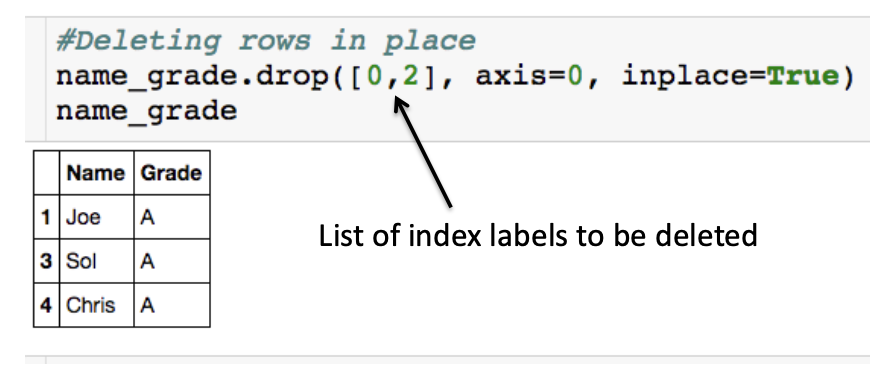 #Deleting rows in place
name_grade.drop([0,2], axis=0, inplace=True)
name_grade
Name Grade
1 Joe A
3 Sol A
4 Chris A
List of index labels to be deleted